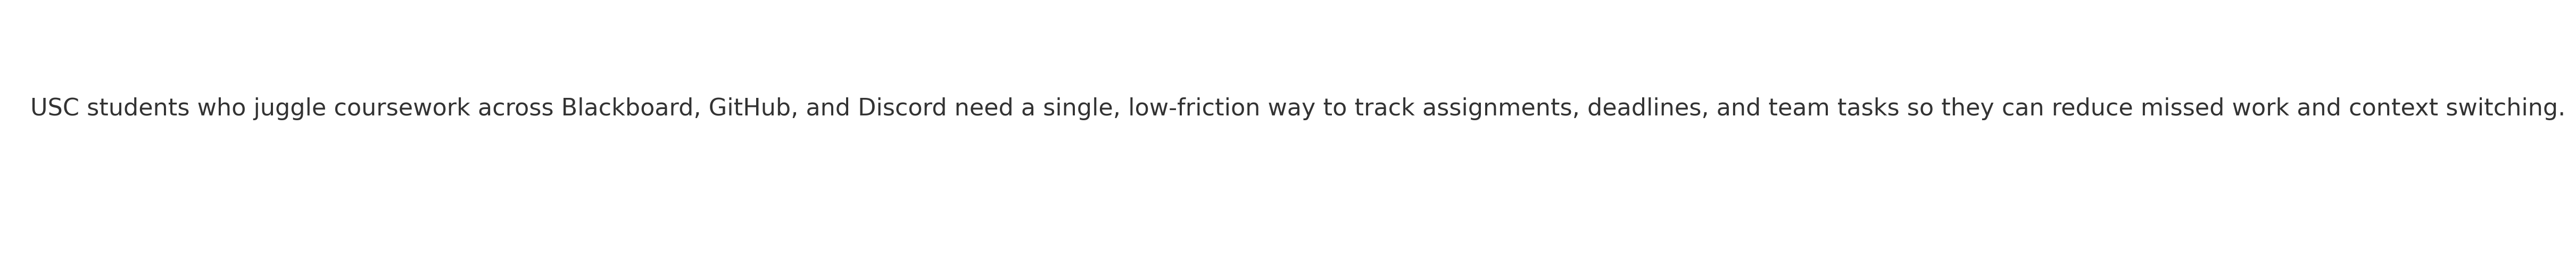 USC students who juggle coursework across Blackboard, GitHub, and Discord need a single, low-friction way to track assignments, deadlines, and team tasks so they can reduce missed work and context switching.